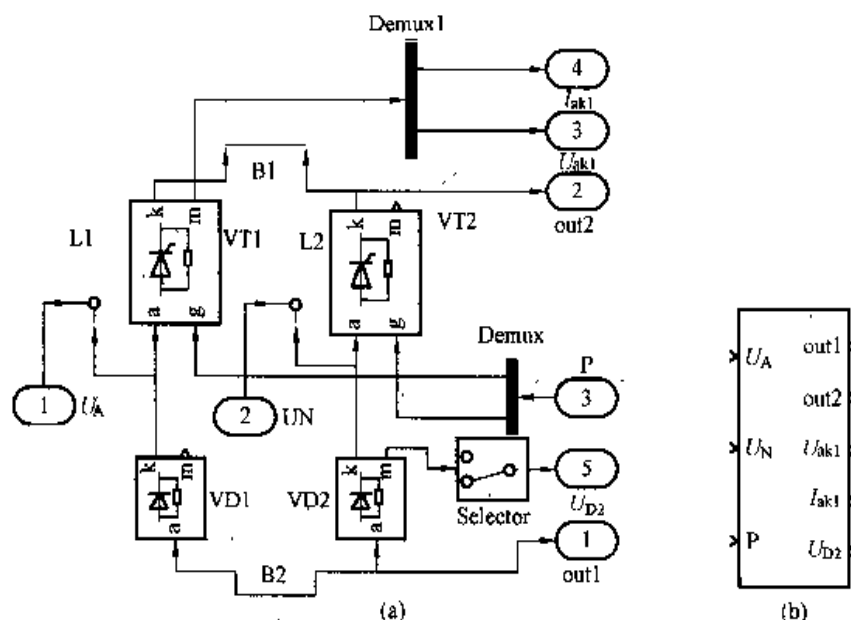 Demux1
4
I_ak1
3
U_ak1
2
out2
B1
k
m
L1
VT1
a
g
k
m
L2
VT2
a
g
1
U_A
2
UN
Demux
P
3
k
m
VD1
a
k
m
VD2
a
Selector
5
U_D2
1
out1
B2
(a)
U_A
U_N
P
out1
out2
U_ak1
I_ak1
U_D2
(b)